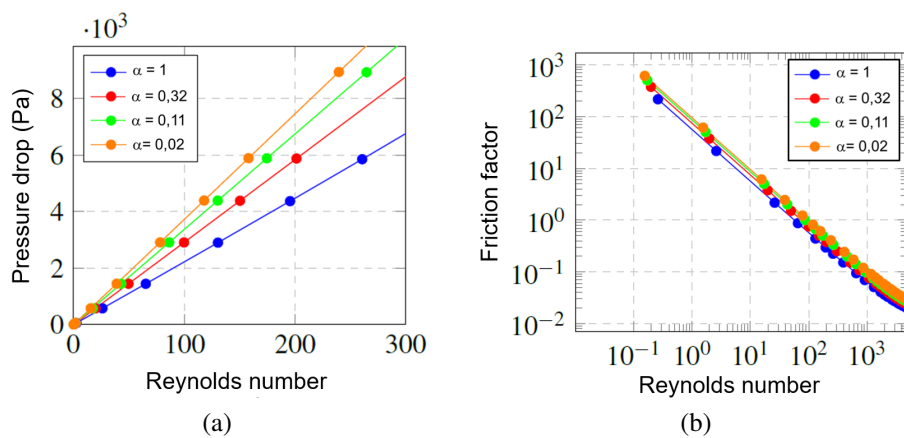 ·10³
Pressure drop (Pa)
8
6
4
2
0
α = 1
α = 0,32
α = 0,11
α = 0,02
0 100 200 300
Reynolds number
(a)
Friction factor
10³
10²
10¹
10⁰
10⁻¹
10⁻²
α = 1
α = 0,32
α = 0,11
α= 0,02
10⁻¹ 10⁰ 10¹ 10² 10³
Reynolds number
(b)